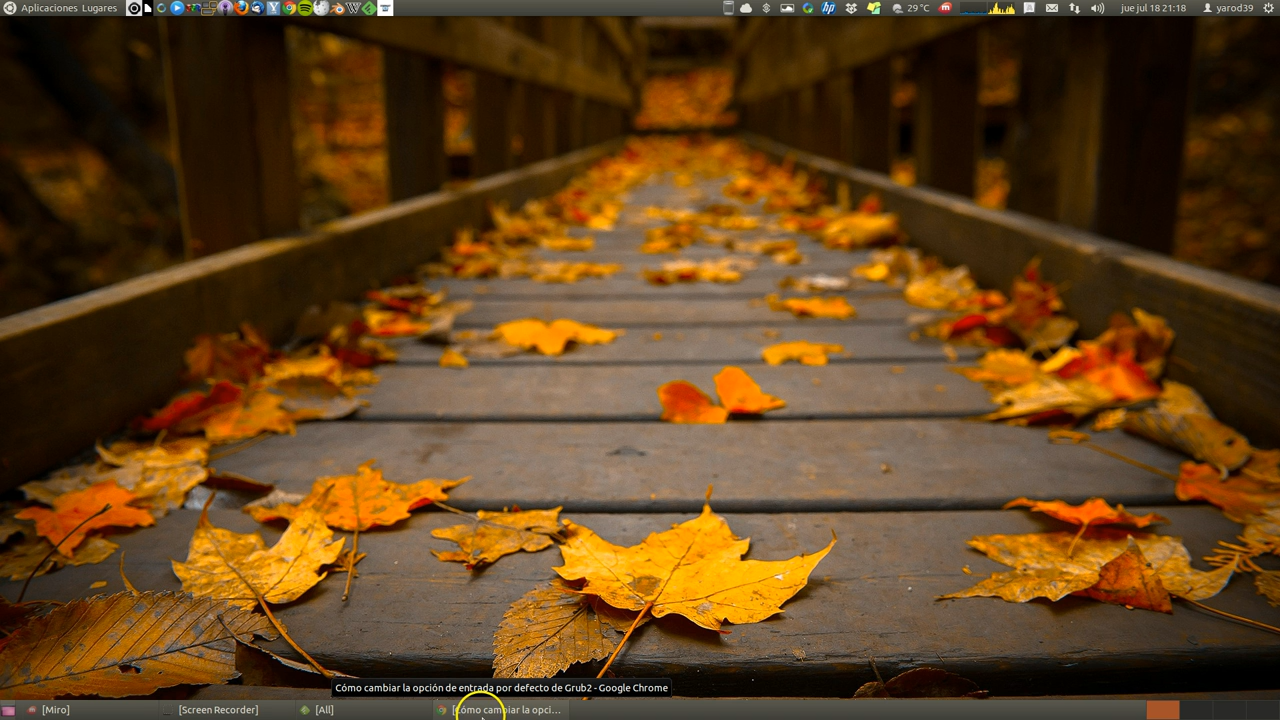 Aplicaciones Lugares 29 °C jue jul 18 21:18 yarod39
Cómo cambiar la opción de entrada por defecto de Grub2 - Google Chrome
[Miro] [Screen Recorder] [All] [Cómo cambiar la opci...